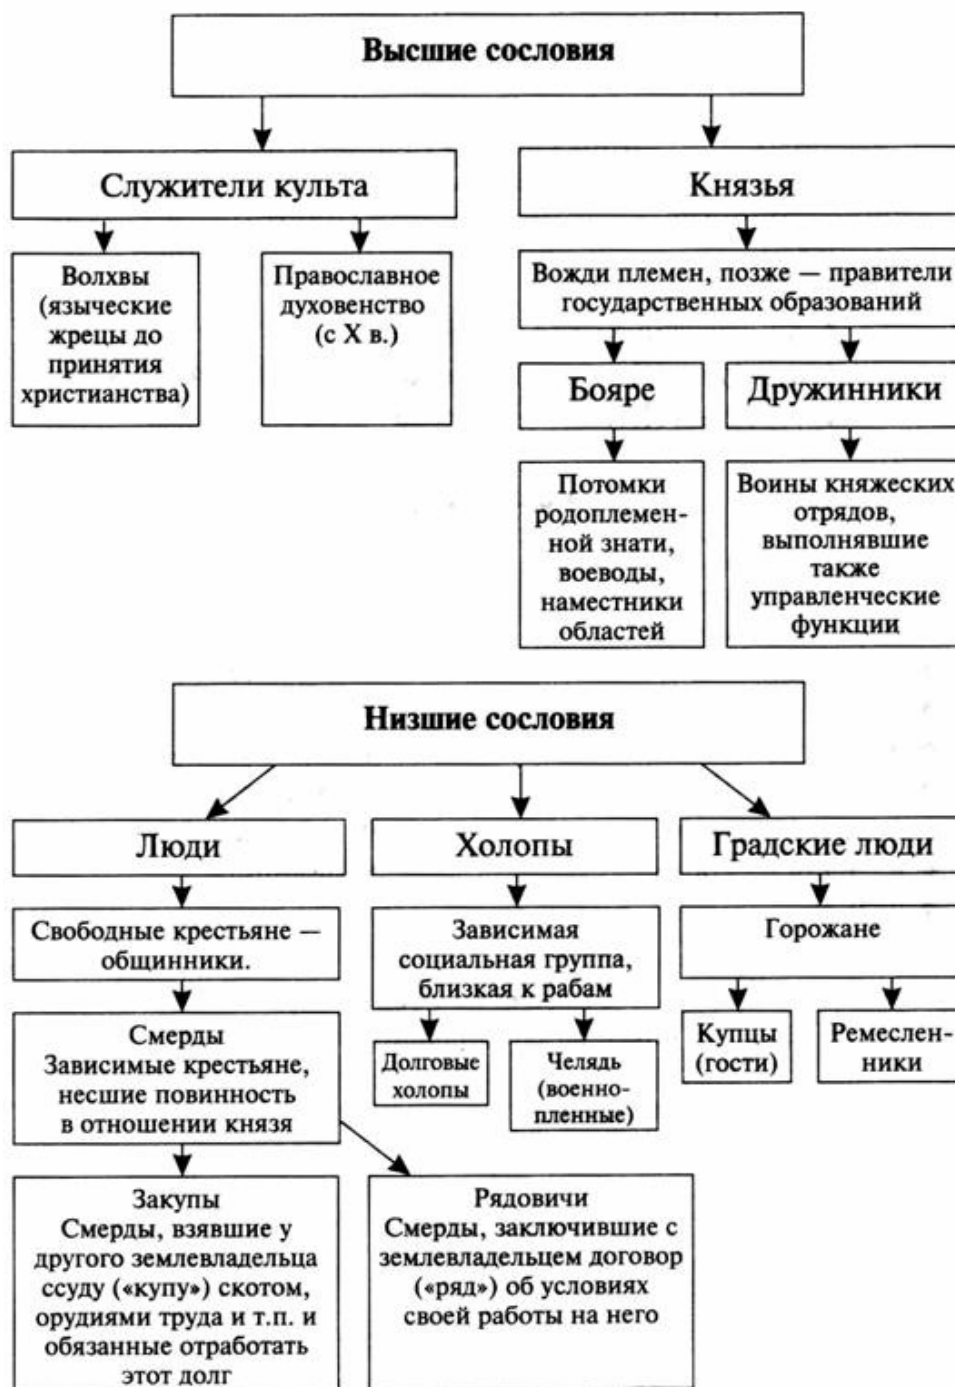 Высшие сословия
Служители культа
Князья
Волхвы
(языческие
жрецы до
принятия
христианства)
Православное
духовенство
(с X в.)
Вожди племен, позже — правители
государственных образований
Бояре
Дружинники
Потомки
родоплемен-
ной знати,
воеводы,
наместники
областей
Воины княжеских
отрядов,
выполнявшие
также
управленческие
функции
Низшие сословия
Люди
Холопы
Градские люди
Свободные крестьяне —
общинники.
Зависимая
социальная группа,
близкая к рабам
Горожане
Смерды
Зависимые крестьяне,
несшие повинность
в отношении князя
Долговые
холопы
Челядь
(военно-
пленные)
Купцы
(гости)
Ремеслен-
ники
Закупы
Смерды, взявшие у
другого землевладельца
ссуду («купу») скотом,
орудиями труда и т.п. и
обязанные отработать
этот долг
Рядовичи
Смерды, заключившие с
землевладельцем договор
(«ряд») об условиях
своей работы на него